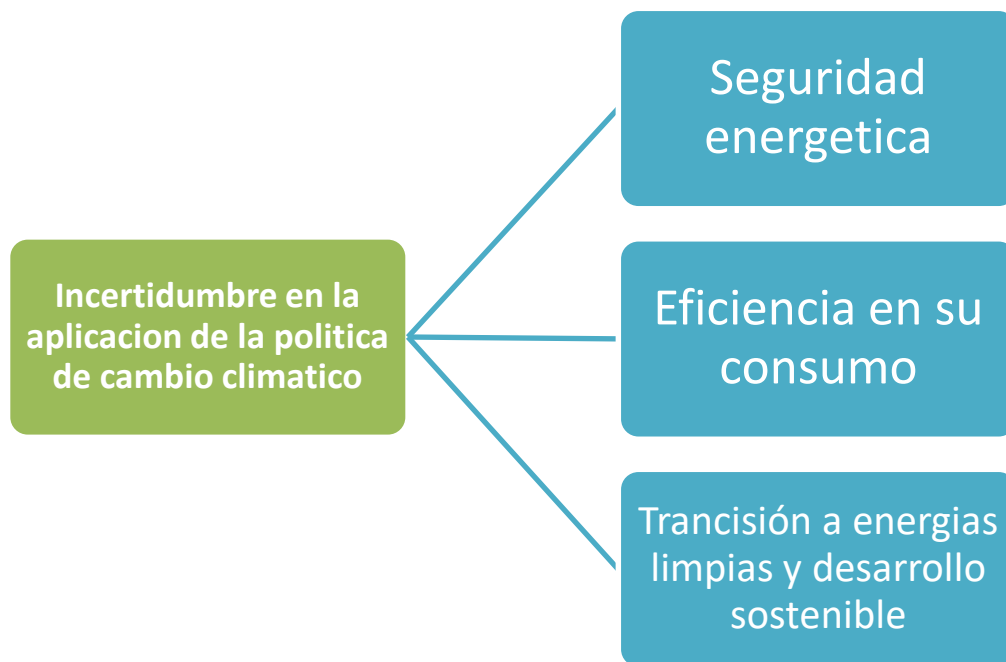 Seguridad
energetica
Incertidumbre en la
aplicacion de la politica
de cambio climatico
Eficiencia en su
consumo
Trancisión a energias
limpias y desarrollo
sostenible